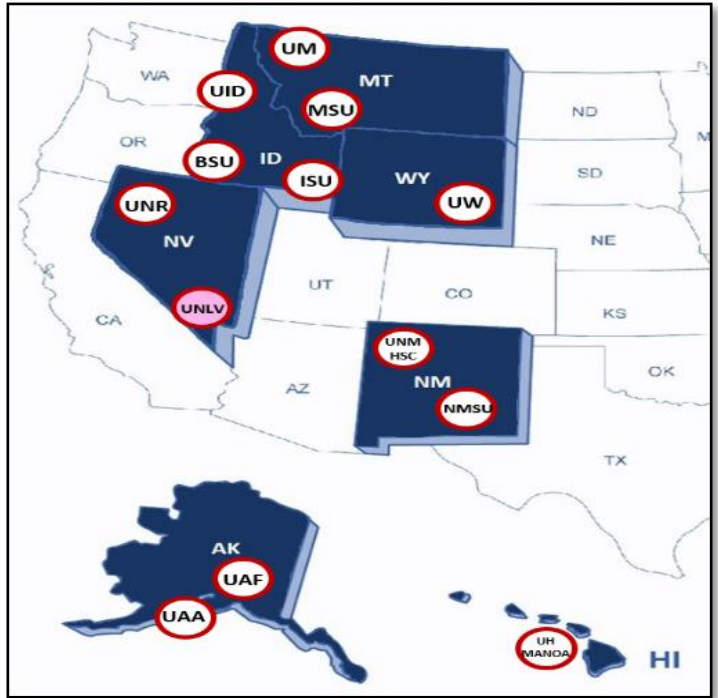 UM
WA
MT
UID
MSU
ND
M
OR
BSU
ID
ISU
WY
UW
SD
UNR
NV
NE
UT
CO
UNLV
CA
KS
UNM
HSC
NM
NMSU
OK
AZ
TX
AK
UAF
UAA
UH
MANOA
HI